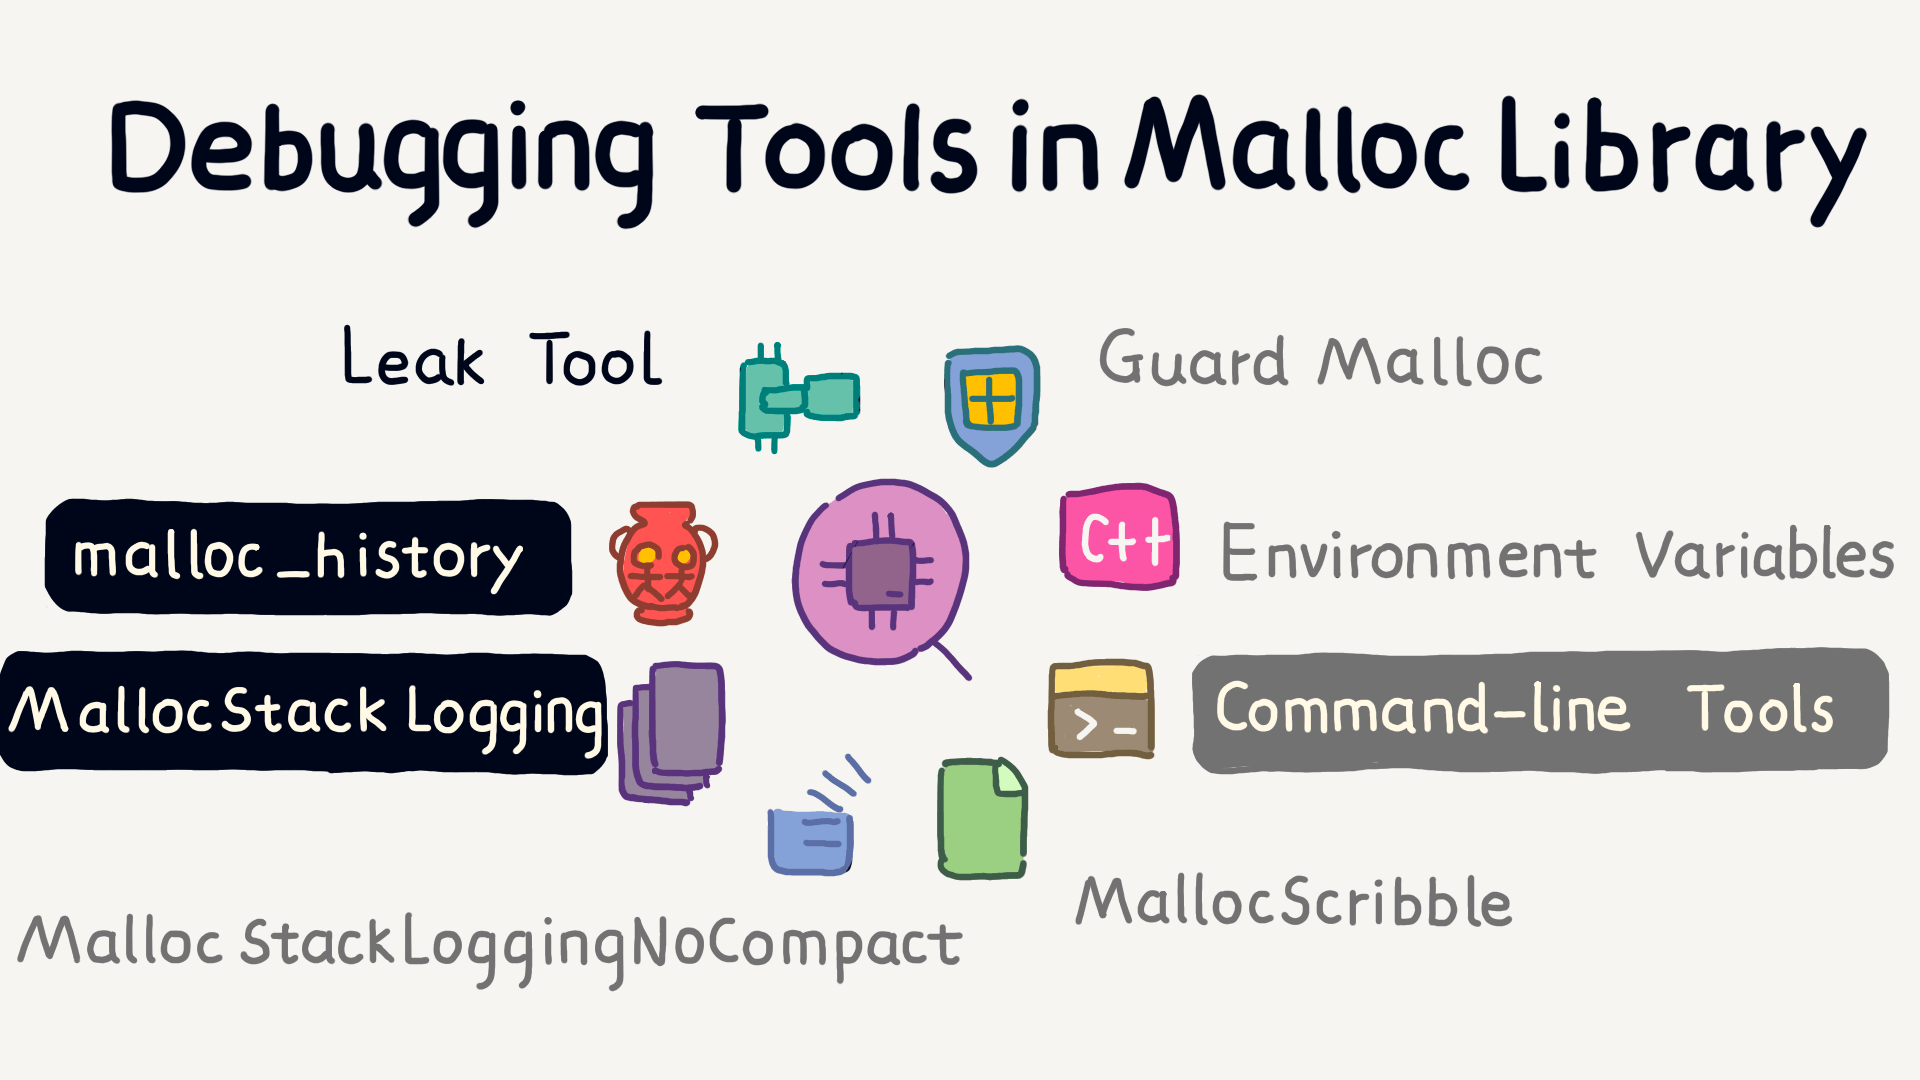 Debugging Tools in Malloc Library
Leak Tool
Guard Malloc
malloc_history
C++
Environment Variables
MallocStackLogging
>-
Command-line Tools
MallocScribble
MallocStackLoggingNoCompact